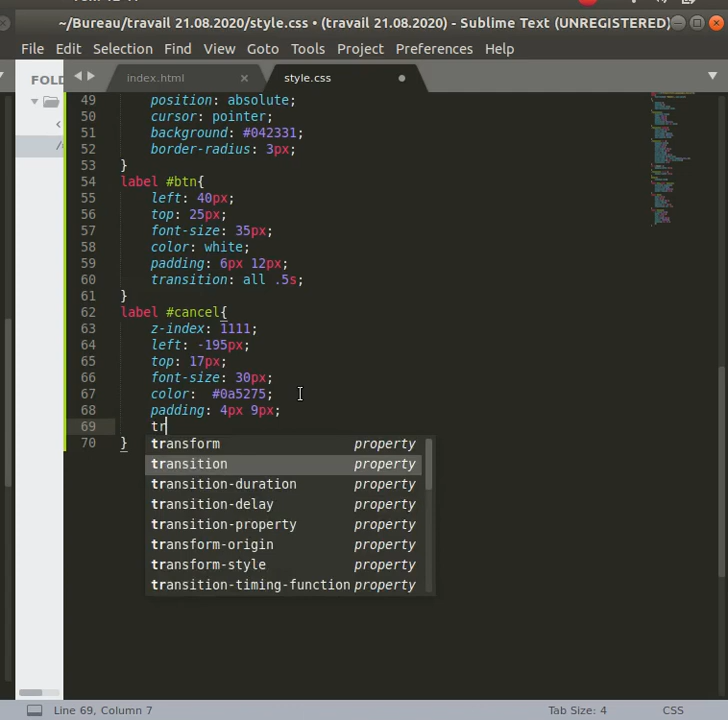 ~/Bureau/travail 21.08.2020/style.css • (travail 21.08.2020) - Sublime Text (UNREGISTERED)
File Edit Selection Find View Goto Tools Project Preferences Help
FOLD
index.html
style.css
49 position: absolute;
50 cursor: pointer;
51 background: #042331;
52 border-radius: 3px;
53 }
54 label #btn{
55 left: 40px;
56 top: 25px;
57 font-size: 35px;
58 color: white;
59 padding: 6px 12px;
60 transition: all .5s;
61 }
62 label #cancel{
63 z-index: 1111;
64 left: -195px;
65 top: 17px;
66 font-size: 30px;
67 color:  #0a5275;
68 padding: 4px 9px;
69 tr
70 }
transform property
transition property
transition-duration property
transition-delay property
transition-property property
transform-origin property
transform-style property
transition-timing-function property
Line 69, Column 7
Tab Size: 4
CSS